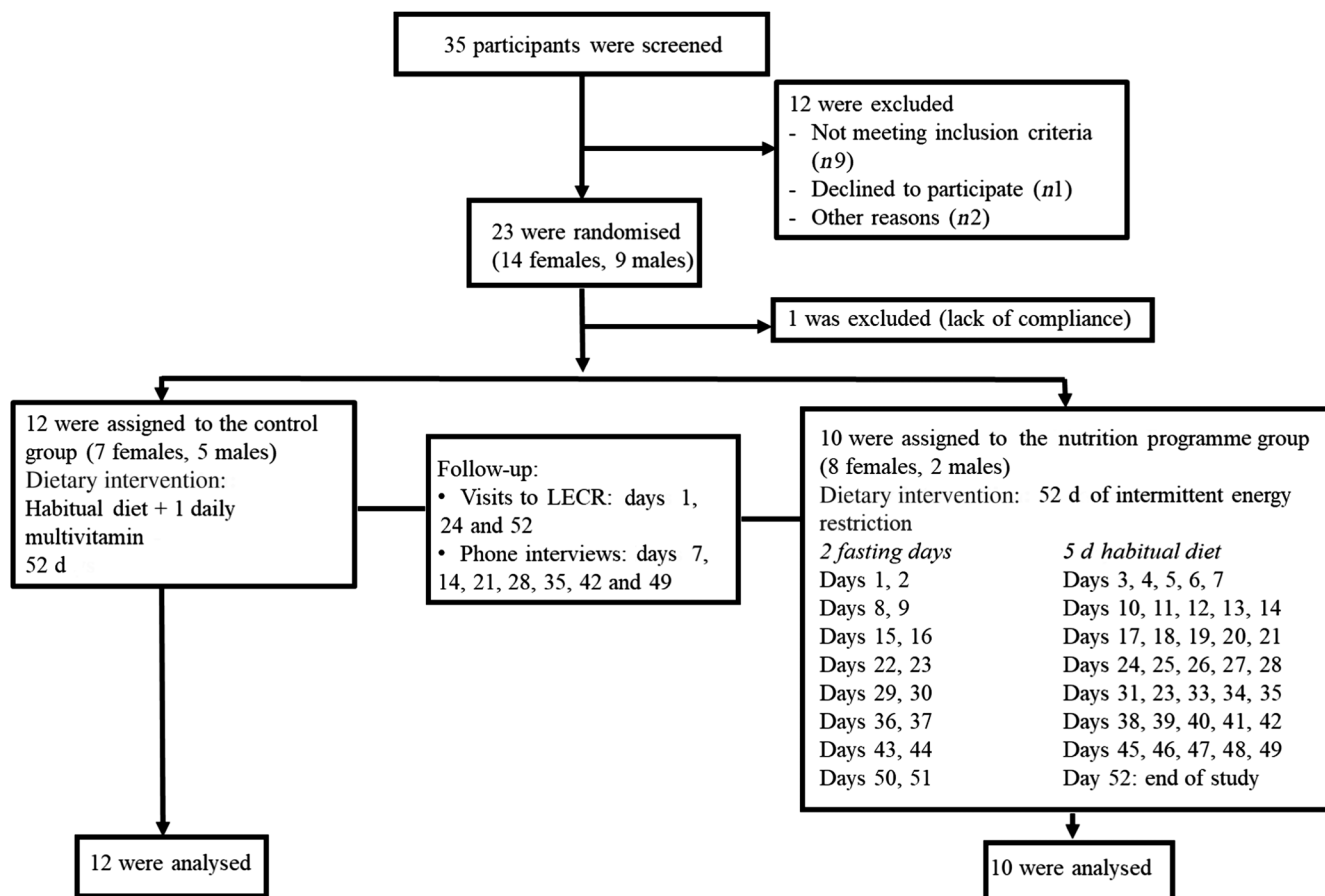 35 participants were screened
12 were excluded
- Not meeting inclusion criteria
(n9)
- Declined to participate (n1)
- Other reasons (n2)
23 were randomised
(14 females, 9 males)
1 was excluded (lack of compliance)
12 were assigned to the control
group (7 females, 5 males)
Dietary intervention:
Habitual diet + 1 daily
multivitamin
52 d
Follow-up:
• Visits to LECR: days 1,
24 and 52
• Phone interviews: days 7,
14, 21, 28, 35, 42 and 49
10 were assigned to the nutrition programme group
(8 females, 2 males)
Dietary intervention: 52 d of intermittent energy
restriction
2 fasting days 5 d habitual diet
Days 1, 2 Days 3, 4, 5, 6, 7
Days 8, 9 Days 10, 11, 12, 13, 14
Days 15, 16 Days 17, 18, 19, 20, 21
Days 22, 23 Days 24, 25, 26, 27, 28
Days 29, 30 Days 31, 23, 33, 34, 35
Days 36, 37 Days 38, 39, 40, 41, 42
Days 43, 44 Days 45, 46, 47, 48, 49
Days 50, 51 Day 52: end of study
12 were analysed
10 were analysed